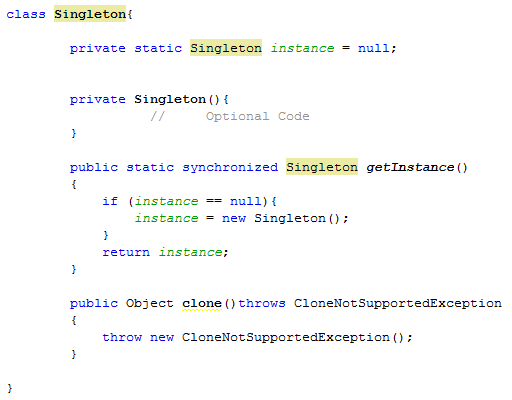 class Singleton{
private static Singleton instance = null;
private Singleton(){
// Optional Code
}
public static synchronized Singleton getInstance()
{
if (instance == null){
instance = new Singleton();
}
return instance;
}
public Object clone()throws CloneNotSupportedException
{
throw new CloneNotSupportedException();
}
}